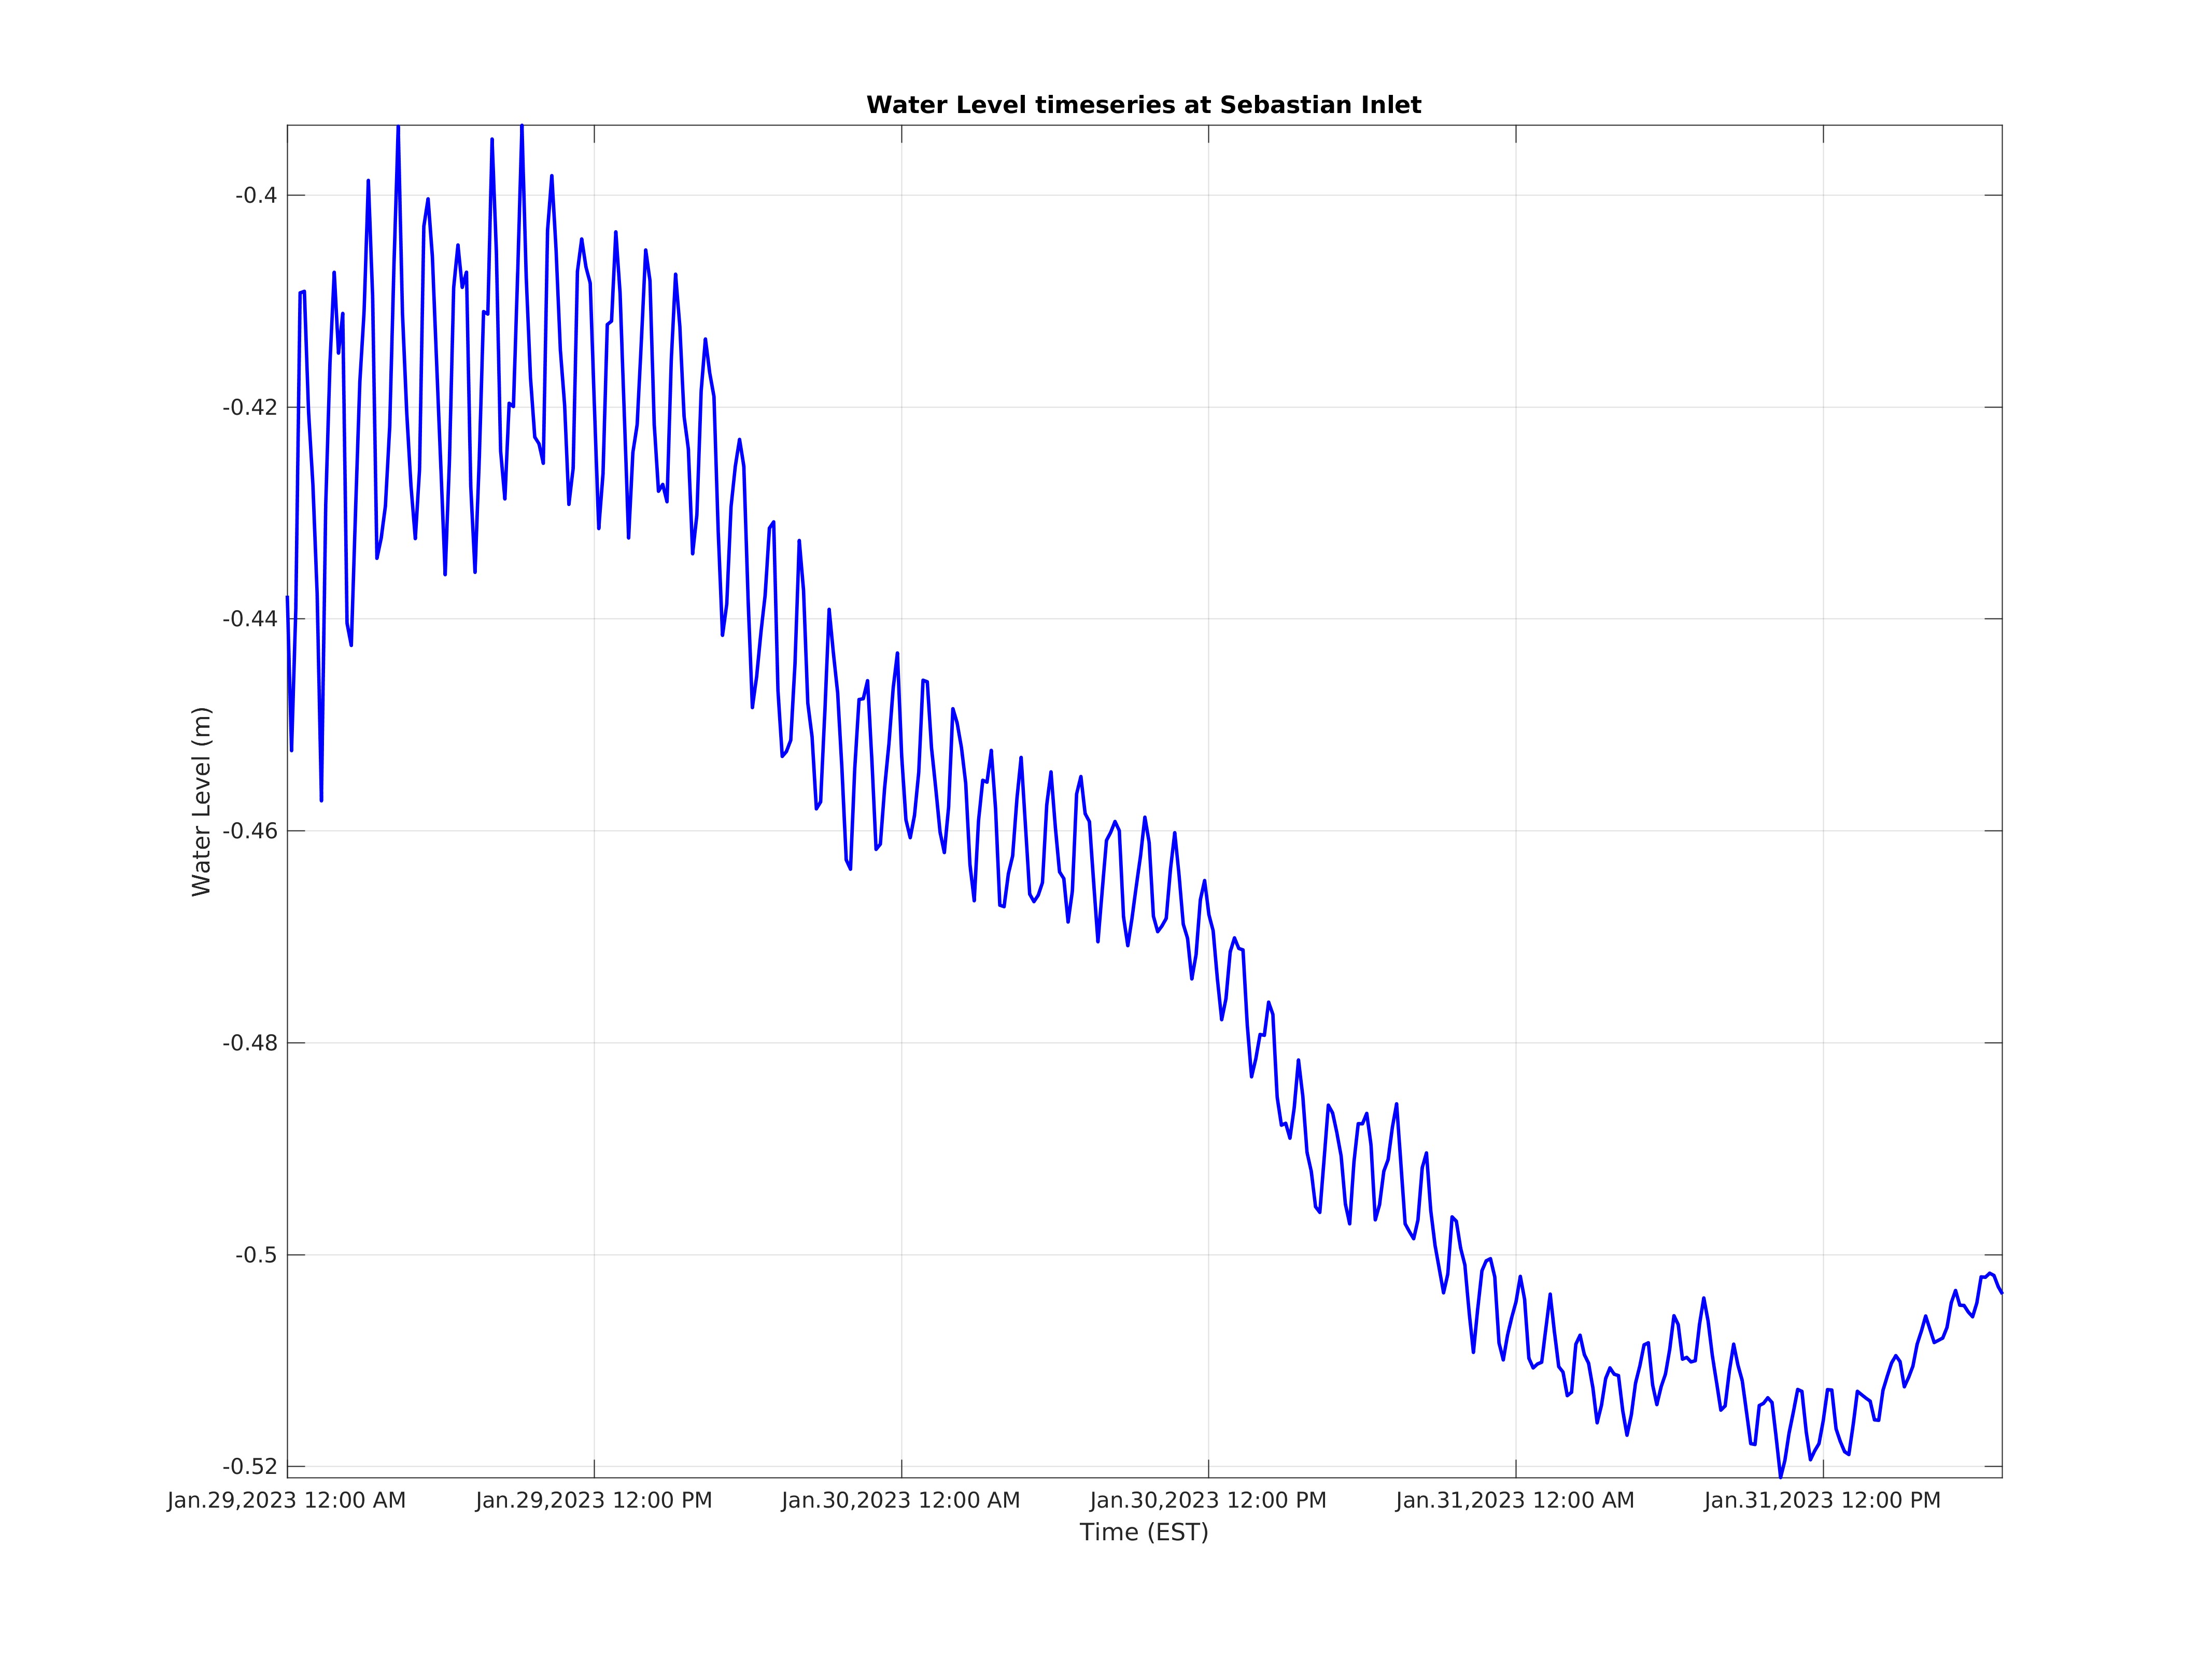 Water Level timeseries at Sebastian Inlet
-0.4
-0.42
-0.44
-0.46
-0.48
-0.5
-0.52
Water Level (m)
Jan.29,2023 12:00 AM
Jan.29,2023 12:00 PM
Jan.30,2023 12:00 AM
Jan.30,2023 12:00 PM
Jan.31,2023 12:00 AM
Jan.31,2023 12:00 PM
Time (EST)